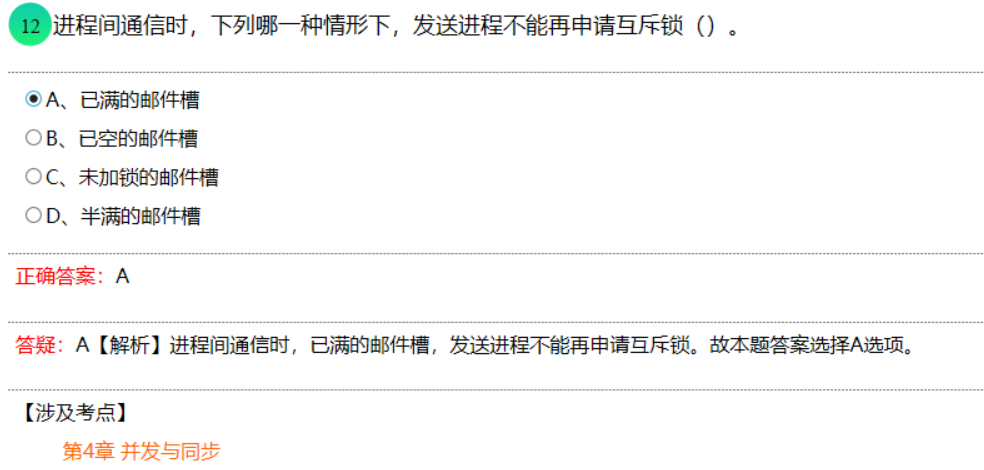 12 进程间通信时，下列哪一种情形下，发送进程不能再申请互斥锁（）。
A、已满的邮件槽
B、已空的邮件槽
C、未加锁的邮件槽
D、半满的邮件槽
正确答案：A
答疑：A【解析】进程间通信时，已满的邮件槽，发送进程不能再申请互斥锁。故本题答案选择A选项。
【涉及考点】
第4章 并发与同步